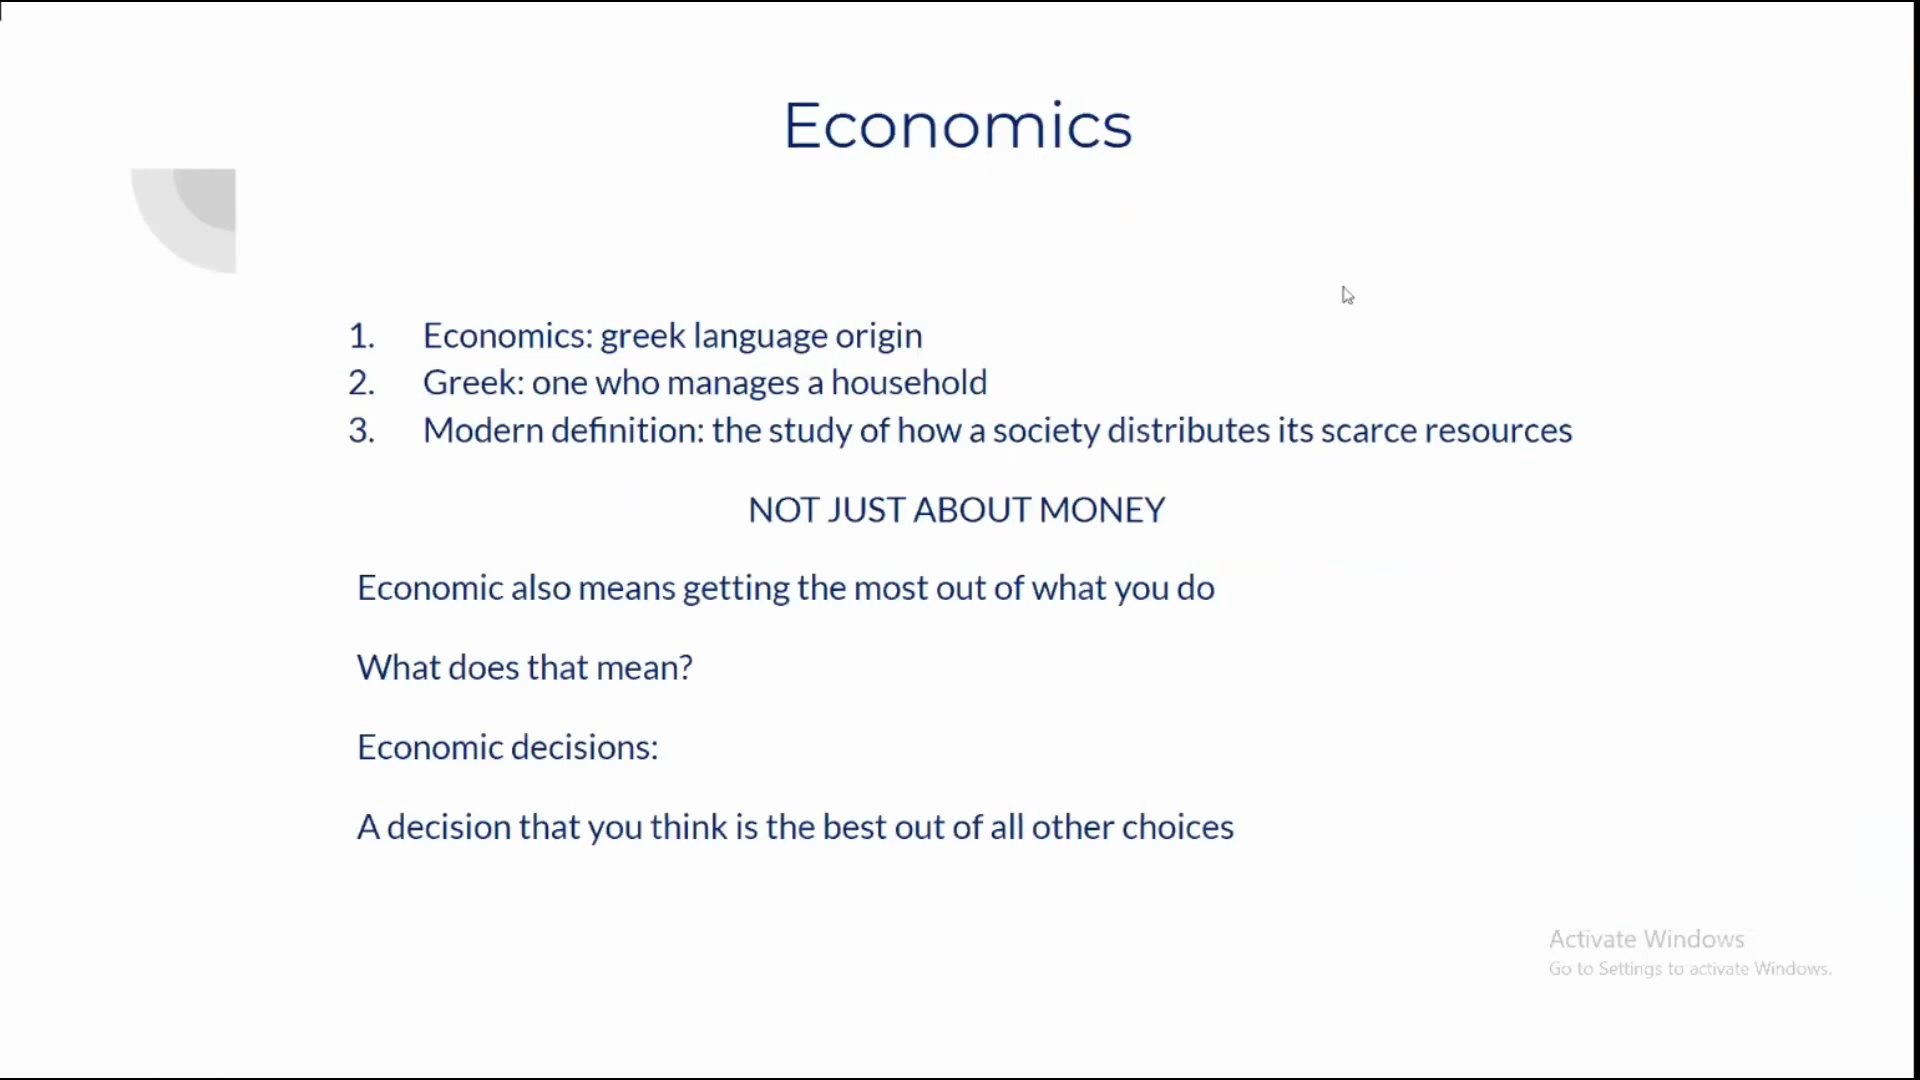 Economics
1. Economics: greek language origin
2. Greek: one who manages a household
3. Modern definition: the study of how a society distributes its scarce resources
NOT JUST ABOUT MONEY
Economic also means getting the most out of what you do
What does that mean?
Economic decisions:
A decision that you think is the best out of all other choices
Activate Windows
Go to Settings to activate Windows.